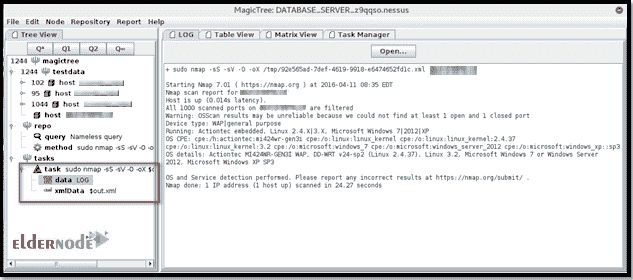 MagicTree: DATABASE_SERVER_z9qqso.nessus
File Edit Task Node Repository Report Help
Tree View
Q* Q1 Q2 Q∞
1244 magictree
1244 testdata
102 host
95 host
1044 host
3 host
repo
query Nameless query
method sudo nmap -sS -sV -O -
tasks
task sudo nmap -sS -sV -O -oX $o
data LOG
xmlData $out.xml
ELDERNODE
LOG Table View Matrix View Task Manager
Open...
+ sudo nmap -sS -sV -O -oX /tmp/92e565ad-7def-4619-9918-e6474652fd1c.xml
Starting Nmap 7.01 ( https://nmap.org ) at 2016-04-11 08:35 EDT
Nmap scan report for
Host is up (0.014s latency).
All 1000 scanned ports on are filtered
Warning: OSScan results may be unreliable because we could not find at least 1 open and 1 closed port
Device type: WAP|general purpose
Running: Actiontec embedded, Linux 2.4.X|3.X, Microsoft Windows 7|2012|XP
OS CPE: cpe:/h:actiontec:mi424wr-gen3i cpe:/o:linux:linux_kernel cpe:/o:linux:linux_kernel:2.4.37
cpe:/o:linux:linux_kernel:3.2 cpe:/o:microsoft:windows_7 cpe:/o:microsoft:windows_server_2012 cpe:/o:microsoft:windows_xp::sp3
OS details: Actiontec MI424WR-GEN3I WAP, DD-WRT v24-sp2 (Linux 2.4.37), Linux 3.2, Microsoft Windows 7 or Windows Server
2012, Microsoft Windows XP SP3
OS and Service detection performed. Please report any incorrect results at https://nmap.org/submit/ .
Nmap done: 1 IP address (1 host up) scanned in 24.27 seconds